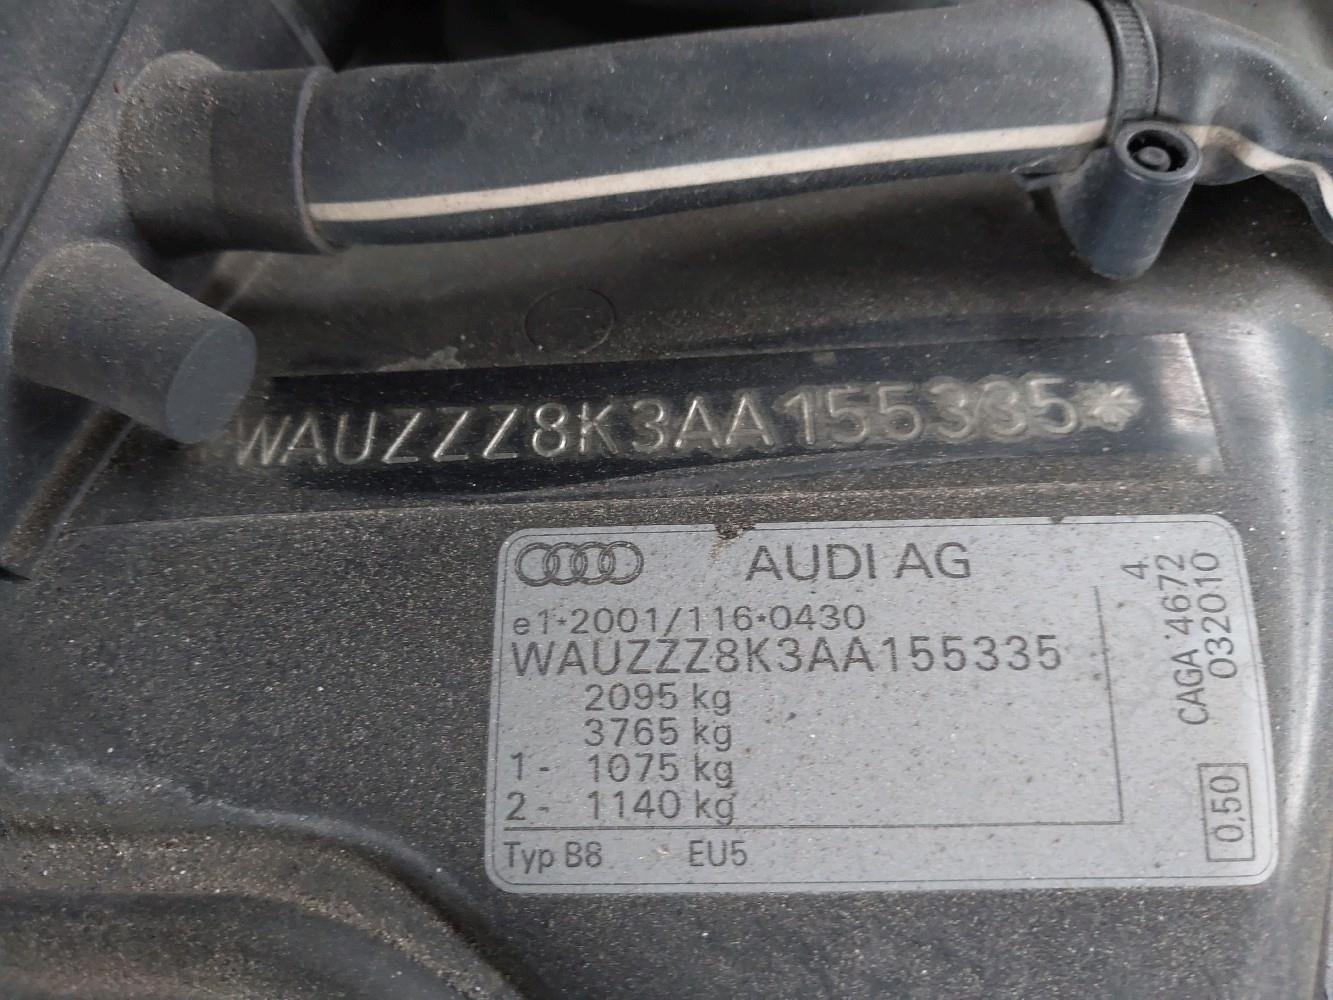 *WAUZZZ8K3AA155335*
AUDI AG
e1*2001/116*0430
WAUZZZ8K3AA155335
2095 kg
3765 kg
1 - 1075 kg
2 - 1140 kg
Typ B8 EU5
4
CAGA 4672
032010
0,50